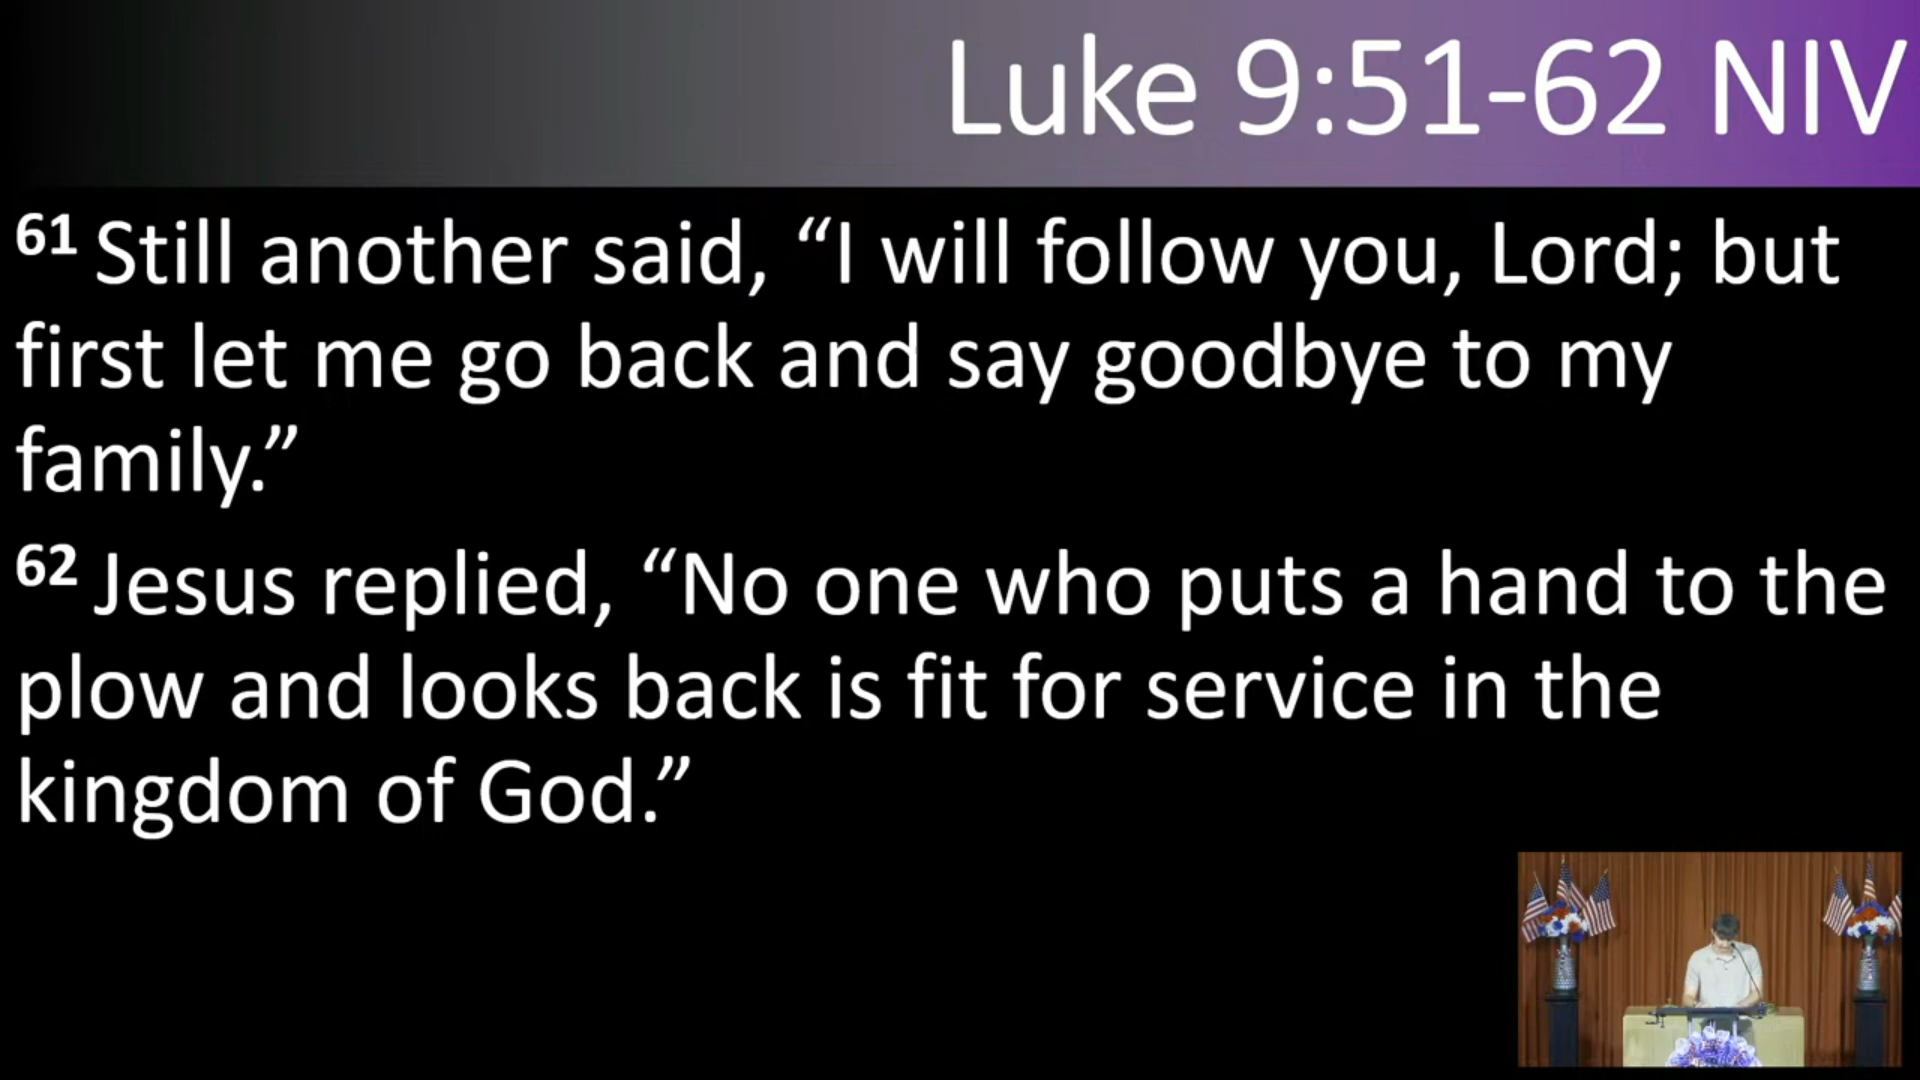 Luke 9:51-62 NIV
61 Still another said, “I will follow you, Lord; but
first let me go back and say goodbye to my
family.”
62 Jesus replied, “No one who puts a hand to the
plow and looks back is fit for service in the
kingdom of God.”